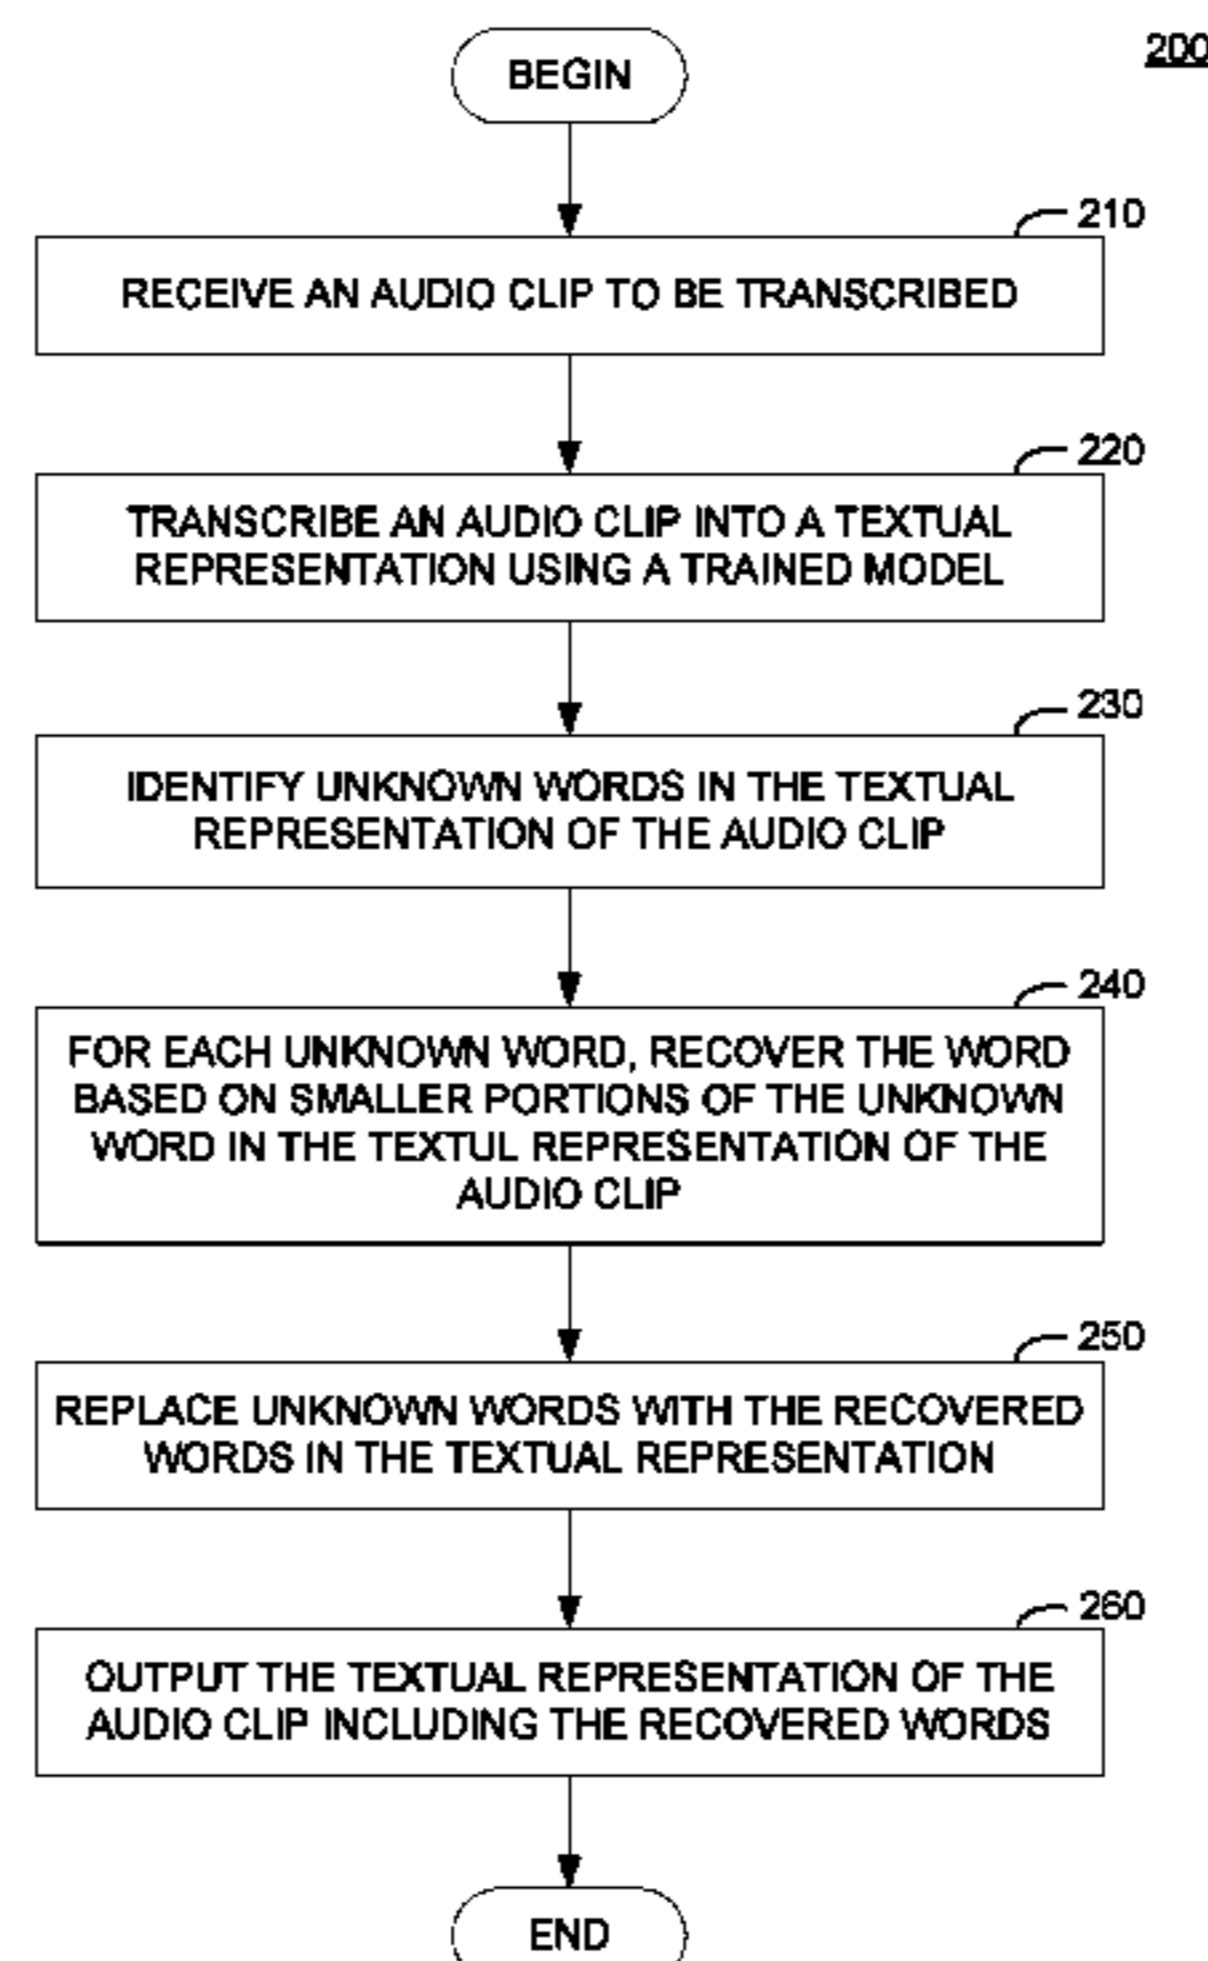 200
BEGIN
210
RECEIVE AN AUDIO CLIP TO BE TRANSCRIBED
220
TRANSCRIBE AN AUDIO CLIP INTO A TEXTUAL
REPRESENTATION USING A TRAINED MODEL
230
IDENTIFY UNKNOWN WORDS IN THE TEXTUAL
REPRESENTATION OF THE AUDIO CLIP
240
FOR EACH UNKNOWN WORD, RECOVER THE WORD
BASED ON SMALLER PORTIONS OF THE UNKNOWN
WORD IN THE TEXTUL REPRESENTATION OF THE
AUDIO CLIP
250
REPLACE UNKNOWN WORDS WITH THE RECOVERED
WORDS IN THE TEXTUAL REPRESENTATION
260
OUTPUT THE TEXTUAL REPRESENTATION OF THE
AUDIO CLIP INCLUDING THE RECOVERED WORDS
END